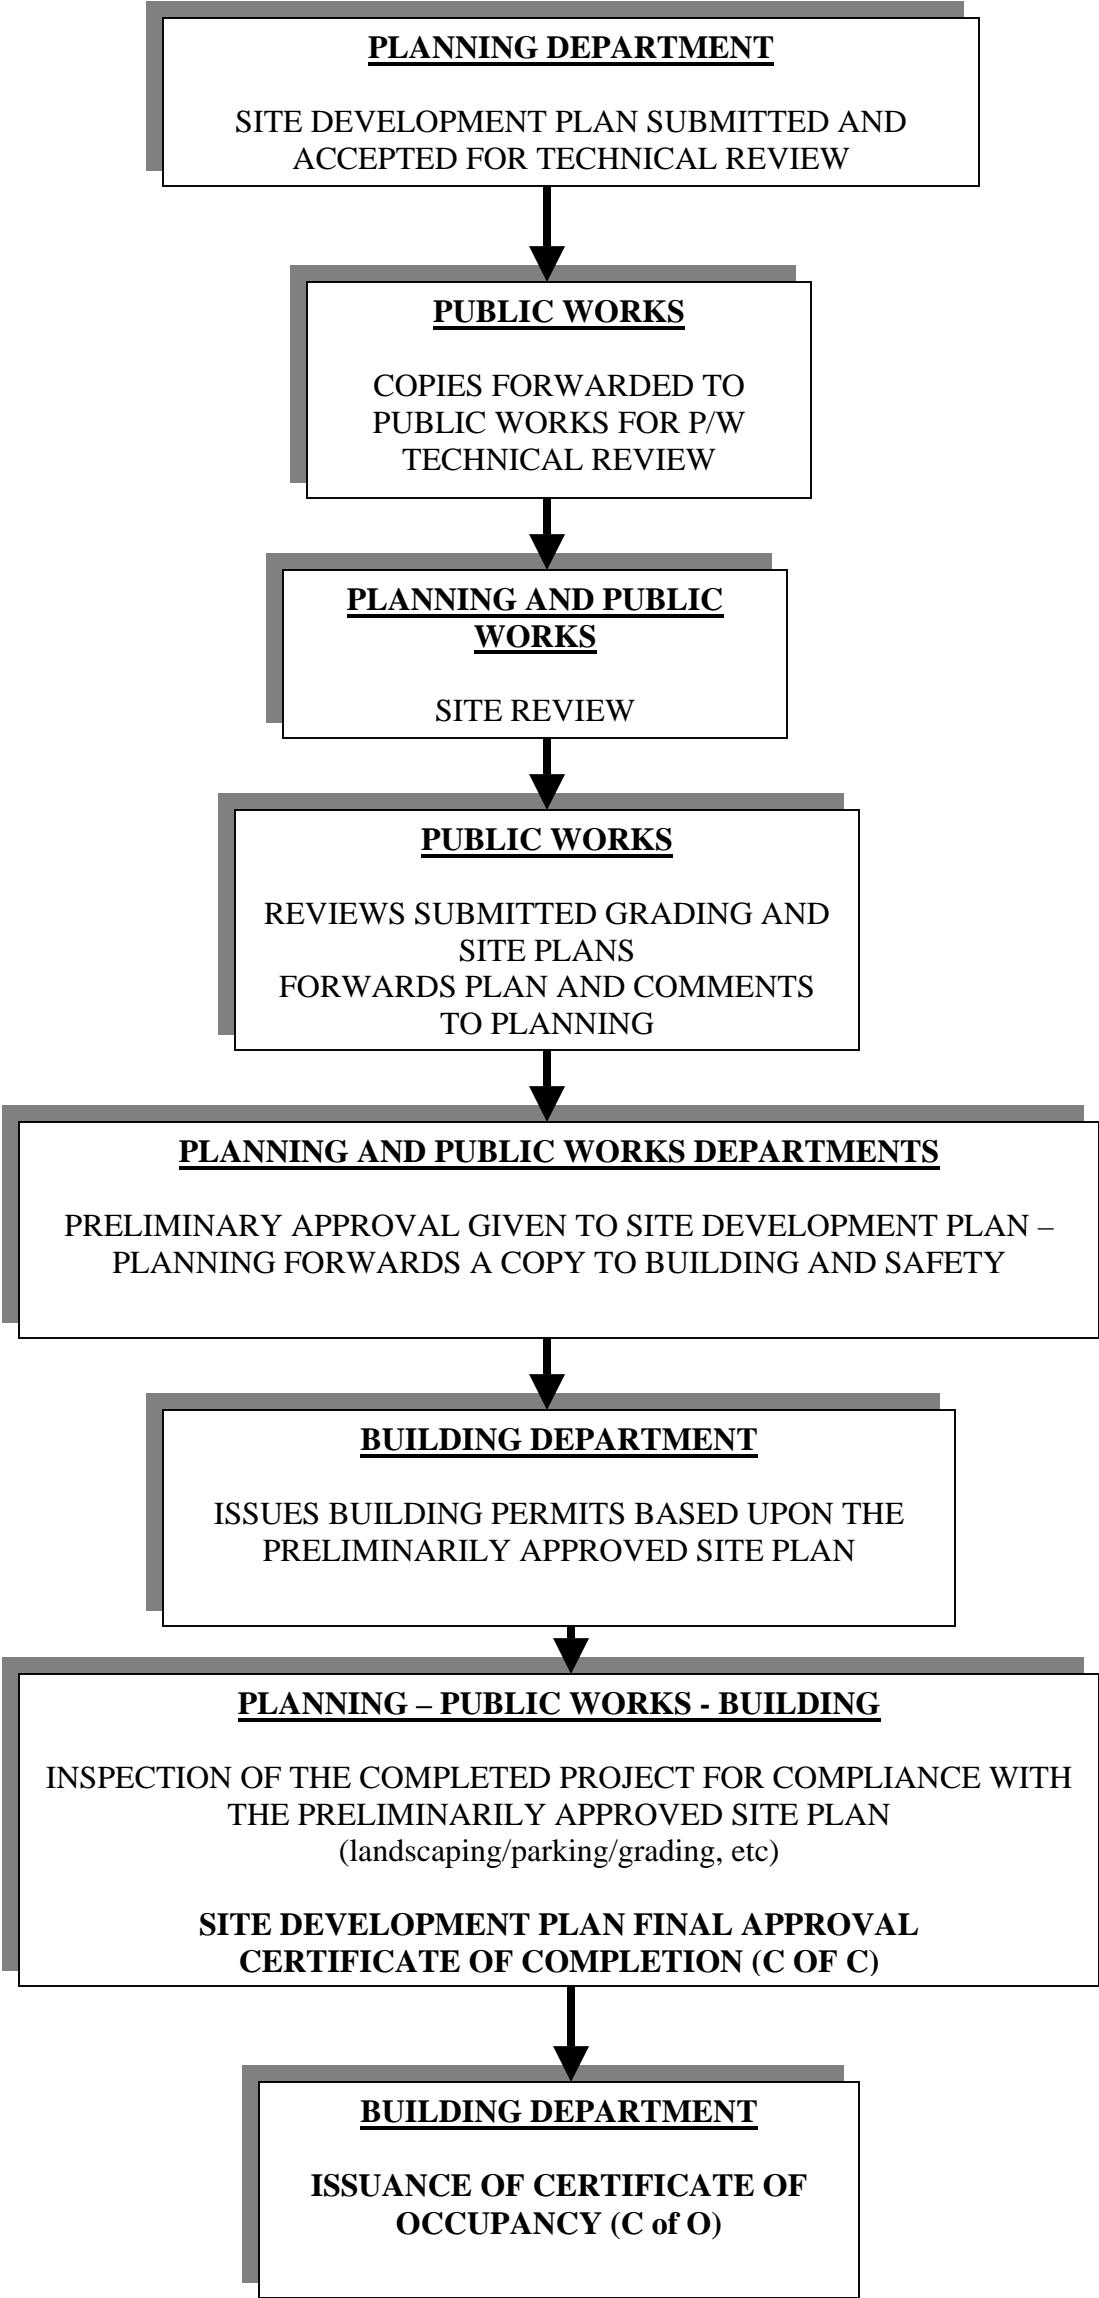 PLANNING DEPARTMENT
SITE DEVELOPMENT PLAN SUBMITTED AND
ACCEPTED FOR TECHNICAL REVIEW
PUBLIC WORKS
COPIES FORWARDED TO
PUBLIC WORKS FOR P/W
TECHNICAL REVIEW
PLANNING AND PUBLIC
WORKS
SITE REVIEW
PUBLIC WORKS
REVIEWS SUBMITTED GRADING AND
SITE PLANS
FORWARDS PLAN AND COMMENTS
TO PLANNING
PLANNING AND PUBLIC WORKS DEPARTMENTS
PRELIMINARY APPROVAL GIVEN TO SITE DEVELOPMENT PLAN –
PLANNING FORWARDS A COPY TO BUILDING AND SAFETY
BUILDING DEPARTMENT
ISSUES BUILDING PERMITS BASED UPON THE
PRELIMINARILY APPROVED SITE PLAN
PLANNING – PUBLIC WORKS - BUILDING
INSPECTION OF THE COMPLETED PROJECT FOR COMPLIANCE WITH
THE PRELIMINARILY APPROVED SITE PLAN
(landscaping/parking/grading, etc)
SITE DEVELOPMENT PLAN FINAL APPROVAL
CERTIFICATE OF COMPLETION (C OF C)
BUILDING DEPARTMENT
ISSUANCE OF CERTIFICATE OF
OCCUPANCY (C of O)